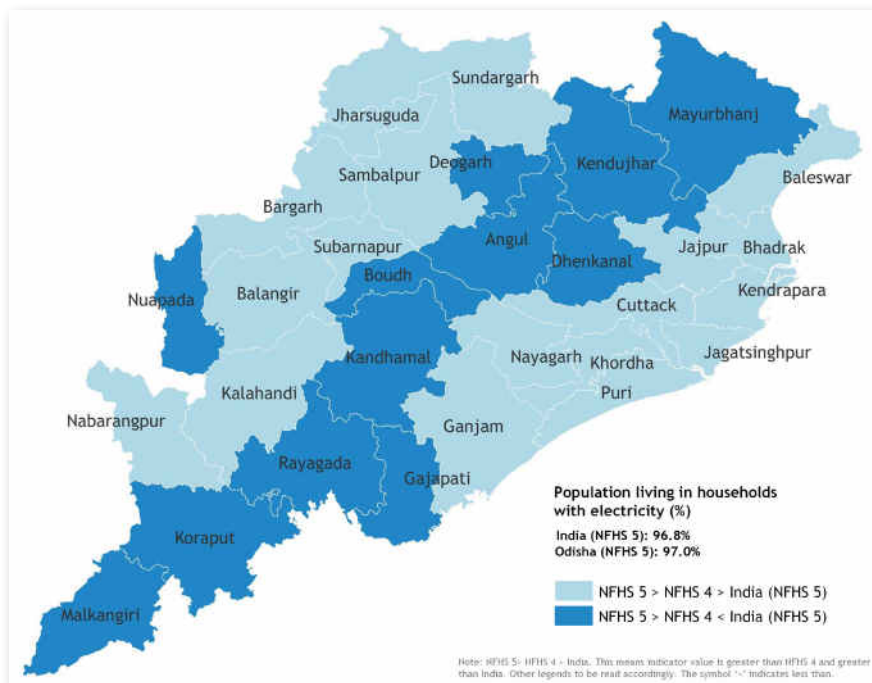 Sundargarh
Mayurbhanj
Jharsuguda
Deogarh
Kendujhar
Sambalpur
Baleswar
Bargarh
Angul
Subarnapur
Jajpur
Bhadrak
Boudh
Dhenkanal
Nuapada
Balangir
Kendrapara
Cuttack
Kandhamal
Nayagarh
Khordha
Jagatsinghpur
Kalahandi
Puri
Nabarangpur
Ganjam
Rayagada
Gajapati
Koraput
Malkangiri
Population living in households
with electricity (%)
India (NFHS 5): 96.8%
Odisha (NFHS 5): 97.0%
NFHS 5 > NFHS 4 > India (NFHS 5)
NFHS 5 > NFHS 4 < India (NFHS 5)
Note: NFHS 5> NFHS 4 > India. This means indicator value is greater than NFHS 4 and greater
than India. Other legends to be read accordingly. The symbol "<" indicates less than.